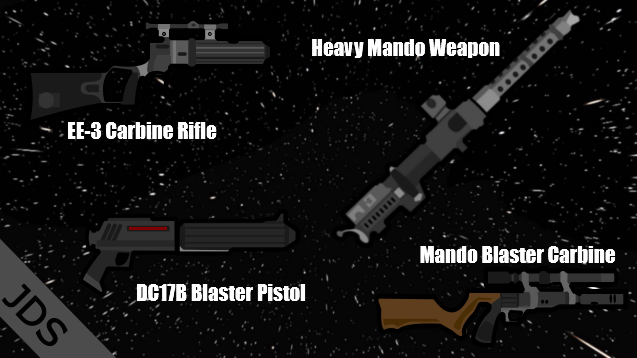 Heavy Mando Weapon
EE-3 Carbine Rifle
Mando Blaster Carbine
DC17B Blaster Pistol
JDS